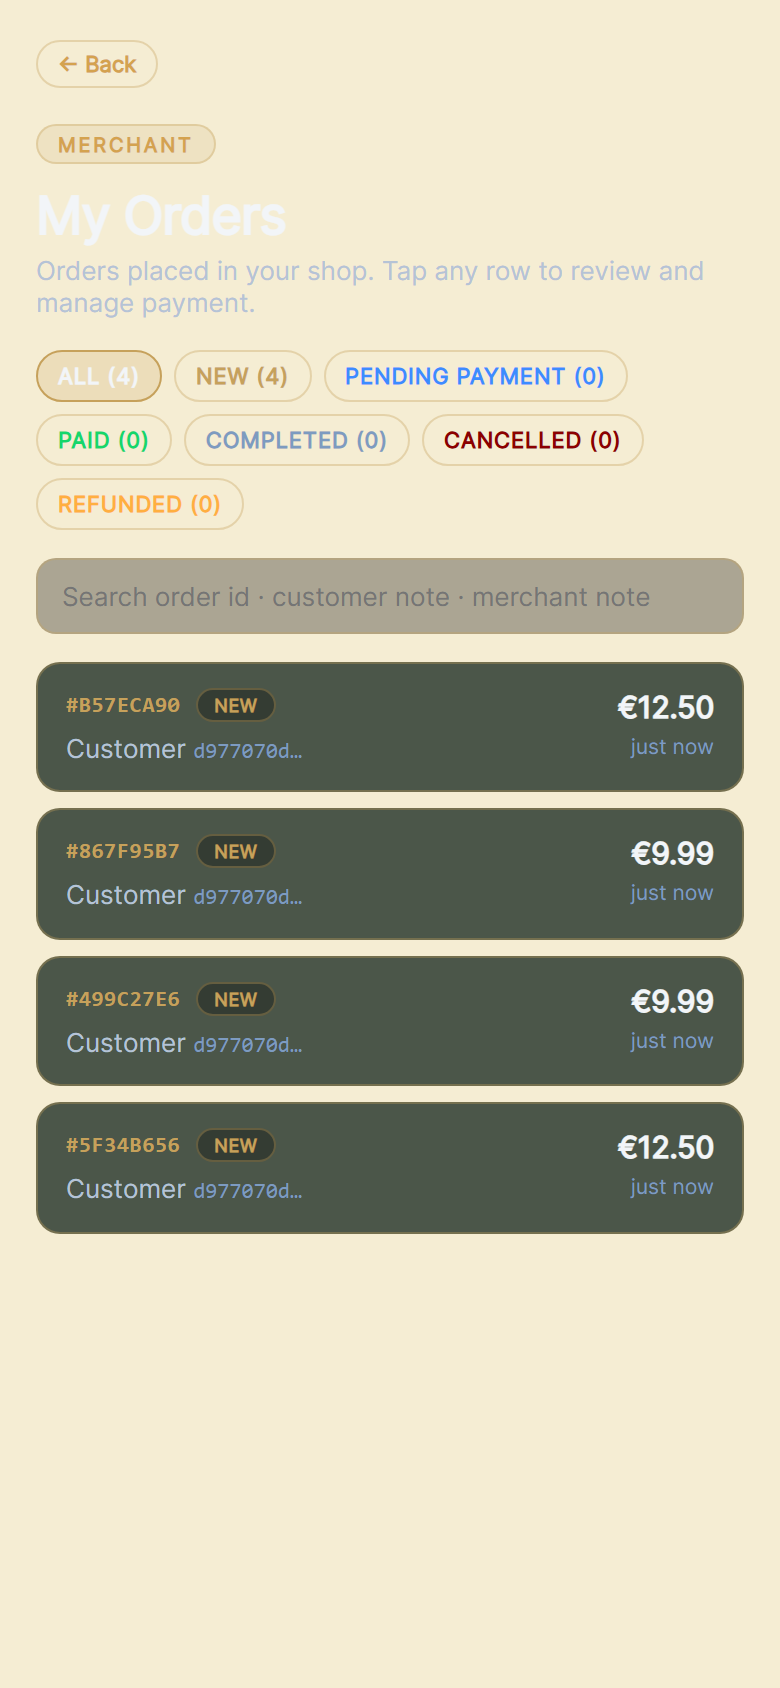 ← Back
MERCHANT
My Orders
Orders placed in your shop. Tap any row to review and
manage payment.
ALL (4) NEW (4) PENDING PAYMENT (0)
PAID (0) COMPLETED (0) CANCELLED (0)
REFUNDED (0)
Search order id · customer note · merchant note
#B57ECA90 NEW €12.50
Customer d977070d… just now
#867F95B7 NEW €9.99
Customer d977070d… just now
#499C27E6 NEW €9.99
Customer d977070d… just now
#5F34B656 NEW €12.50
Customer d977070d… just now